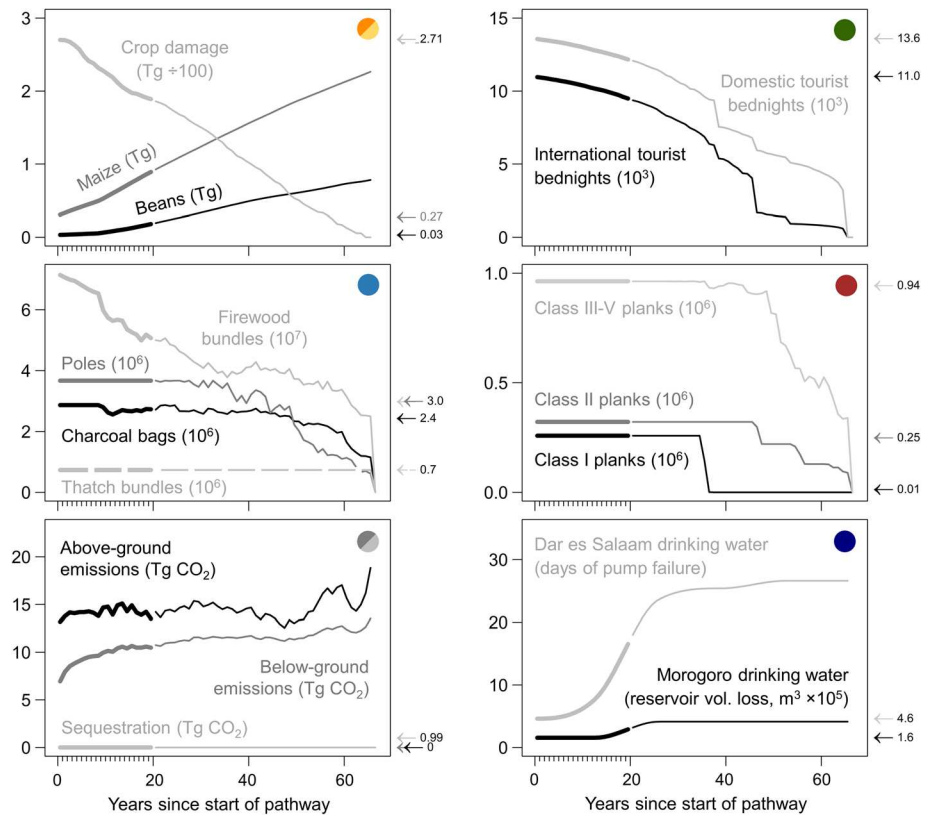 3
2
1
0
Crop damage
(Tg ÷100)
Maize (Tg)
Beans (Tg)
2.71
0.27
0.03
15
10
5
0
Domestic tourist
bednights (10³)
International tourist
bednights (10³)
13.6
11.0
6
4
2
0
Firewood
bundles (10⁷)
Poles (10⁶)
Charcoal bags (10⁶)
Thatch bundles (10⁶)
3.0
2.4
0.7
1.0
0.5
0.0
Class III-V planks (10⁶)
Class II planks (10⁶)
Class I planks (10⁶)
0.94
0.25
0.01
20
15
10
5
0
Above-ground
emissions (Tg CO₂)
Below-ground
emissions (Tg CO₂)
Sequestration (Tg CO₂)
0.99
0
0 20 40 60
Years since start of pathway
30
20
10
0
Dar es Salaam drinking water
(days of pump failure)
Morogoro drinking water
(reservoir vol. loss, m³ ×10⁵)
4.6
1.6
0 20 40 60
Years since start of pathway